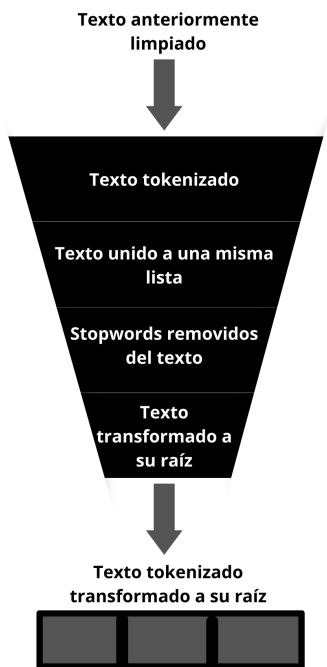 Texto anteriormente
limpiado
Texto tokenizado
Texto unido a una misma
lista
Stopwords removidos
del texto
Texto
transformado a
su raíz
Texto tokenizado
transformado a su raíz